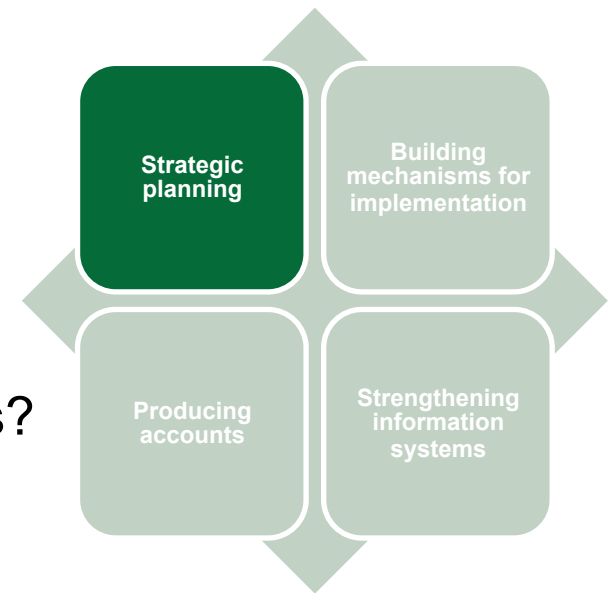 Strategic
planning
Building
mechanisms for
implementation
s?
Producing
accounts
Strengthening
information
systems